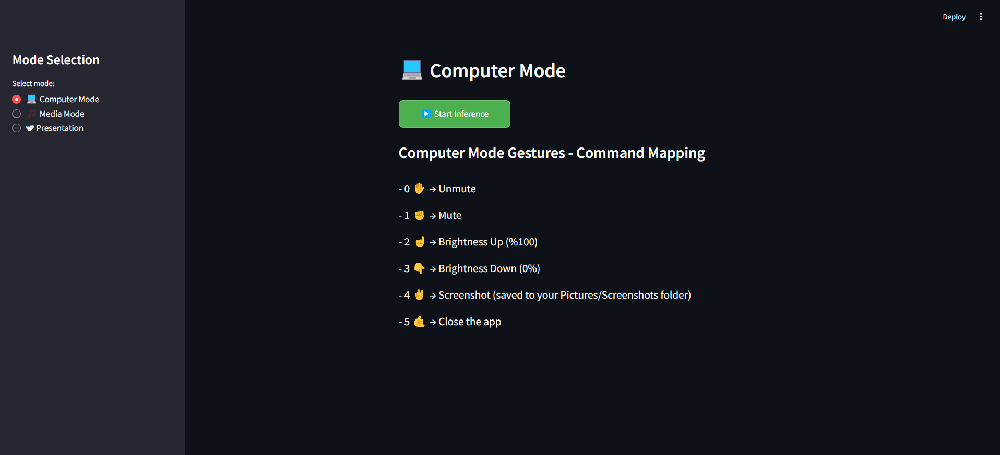 Deploy
Mode Selection
Select mode:
💻 Computer Mode
🎵 Media Mode
📽 Presentation
💻 Computer Mode
▶️ Start Inference
Computer Mode Gestures - Command Mapping
- 0 ✋ → Unmute
- 1 ✊ → Mute
- 2 ☝️ → Brightness Up (%100)
- 3 👇 → Brightness Down (0%)
- 4 ✌️ → Screenshot (saved to your Pictures/Screenshots folder)
- 5 👍 → Close the app